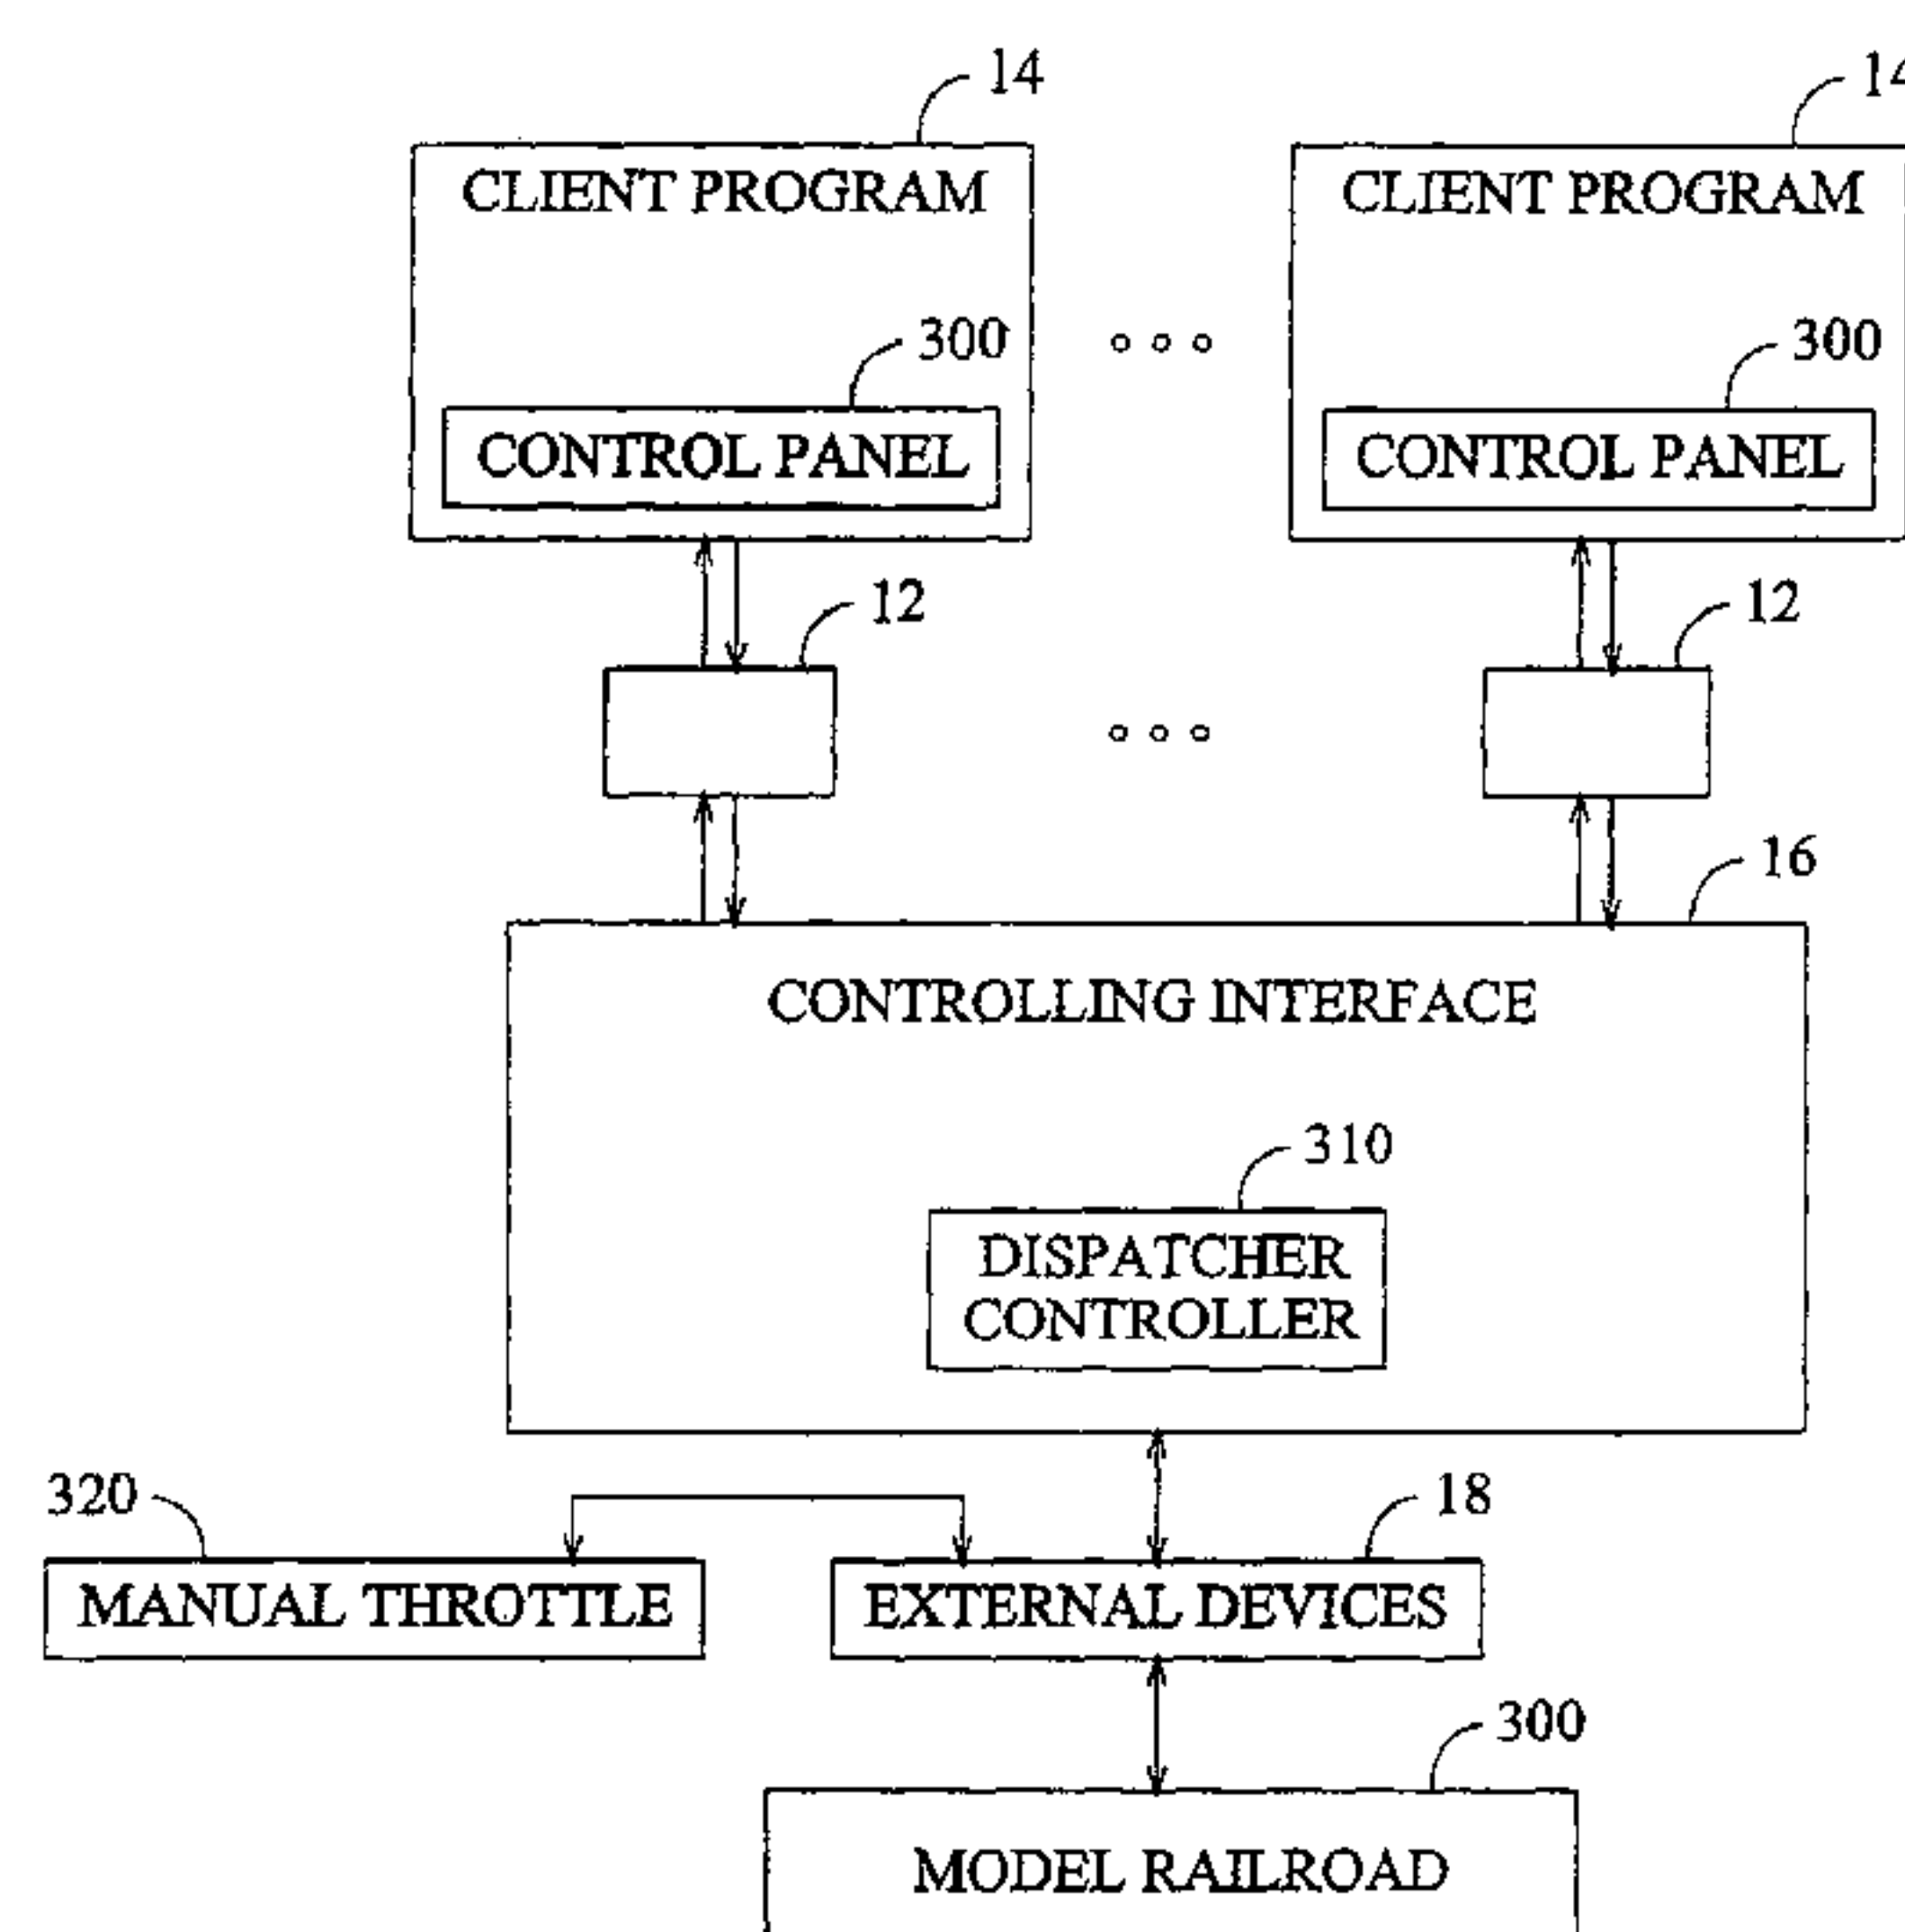 14
14
CLIENT PROGRAM
CLIENT PROGRAM
300
300
CONTROL PANEL
CONTROL PANEL
12
12
16
CONTROLLING INTERFACE
310
DISPATCHER
CONTROLLER
320
18
MANUAL THROTTLE
EXTERNAL DEVICES
300
MODEL RAILROAD